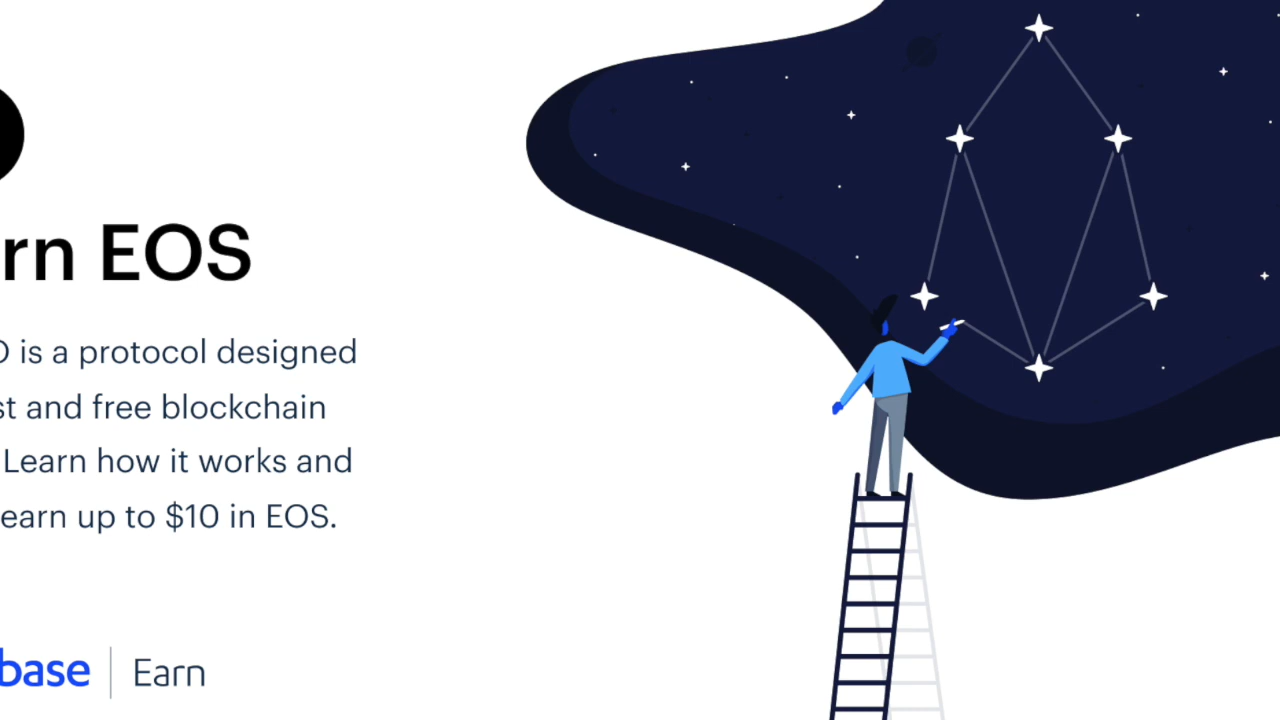 rn EOS
is a protocol designed
st and free blockchain
Learn how it works and
earn up to $10 in EOS.
base | Earn